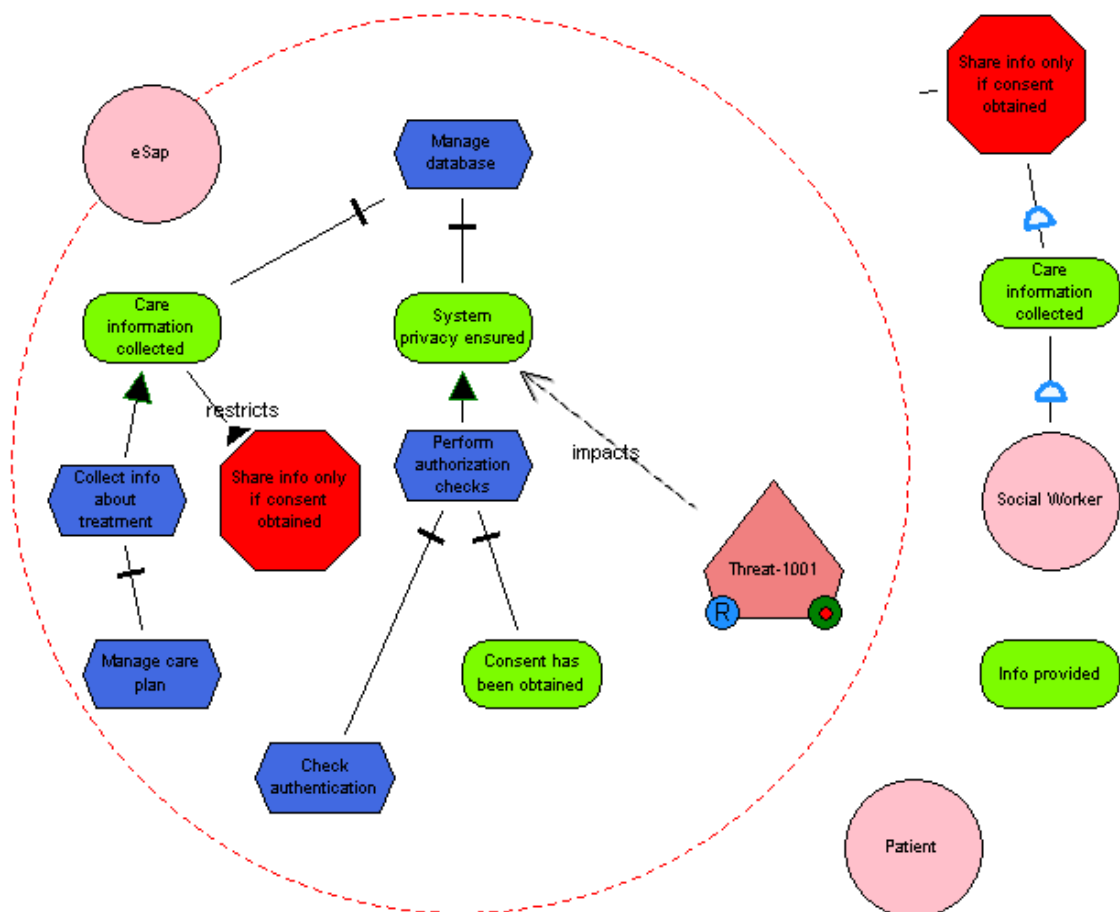 Share info only
if consent
obtained
eSap
Manage
database
Care
information
collected
Care
information
collected
System
privacy ensured
restricts
Perform
authorization
checks
impacts
Collect info
about
treatment
Share info only
if consent
obtained
Social Worker
Threat-1001
R
Manage care
plan
Consent has
been obtained
Info provided
Check
authentication
Patient